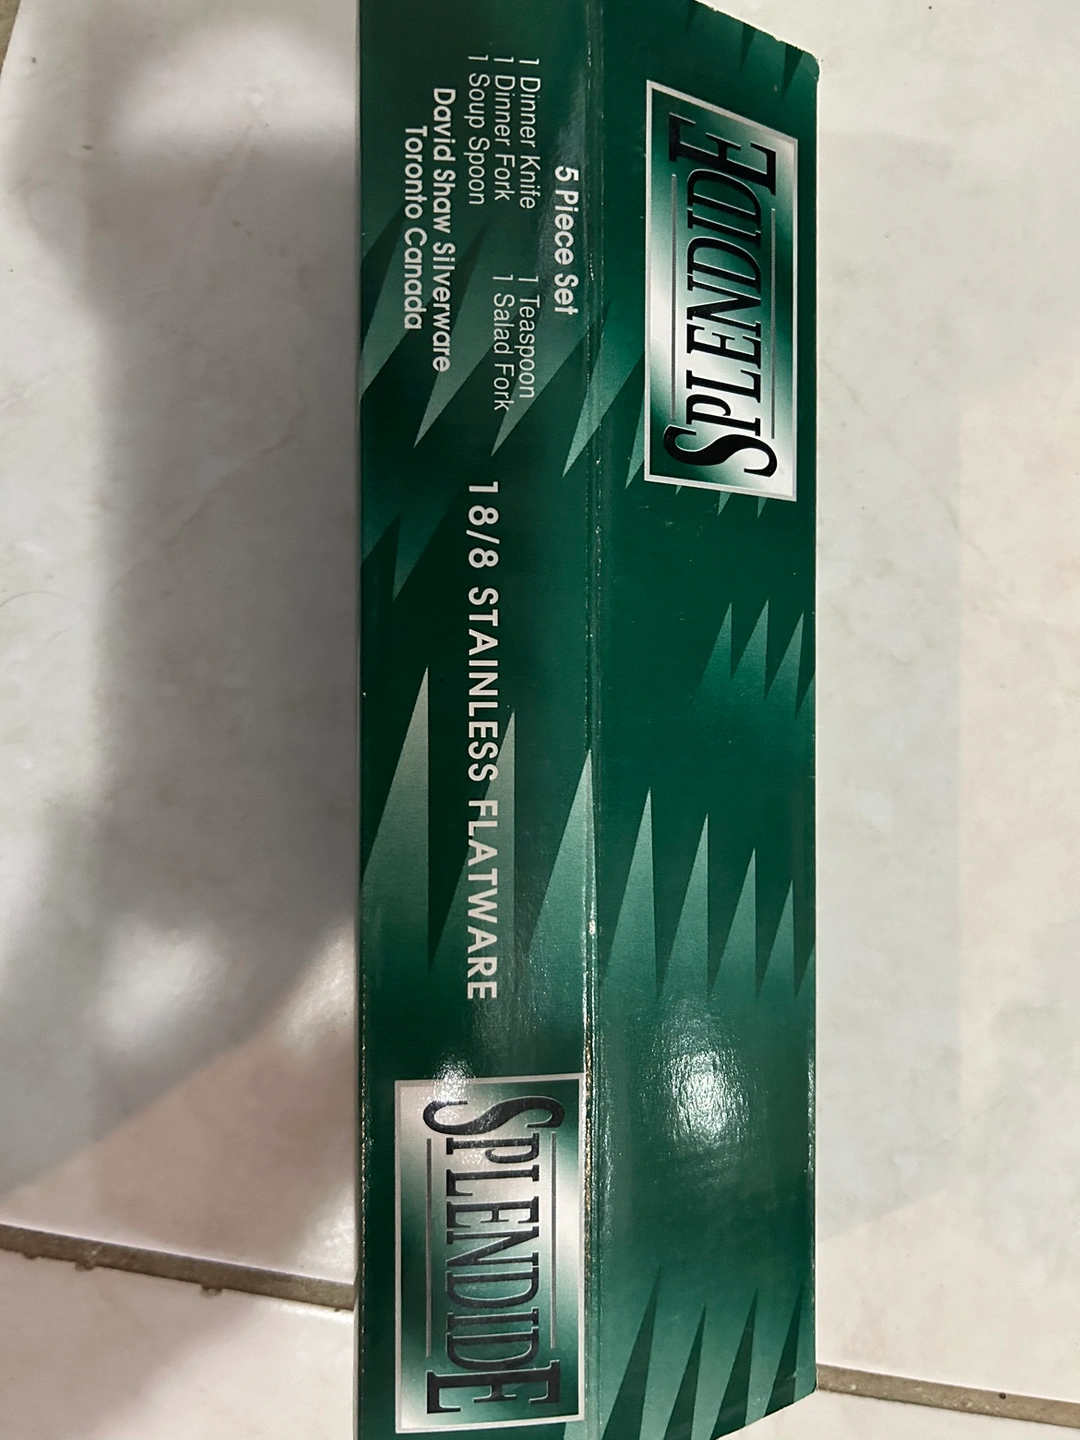 SPLENDIDE
5 Piece Set
1 Dinner Knife 1 Teaspoon
1 Dinner Fork 1 Salad Fork
1 Soup Spoon
David Shaw Silverware
Toronto Canada
18/8 STAINLESS FLATWARE
SPLENDIDE